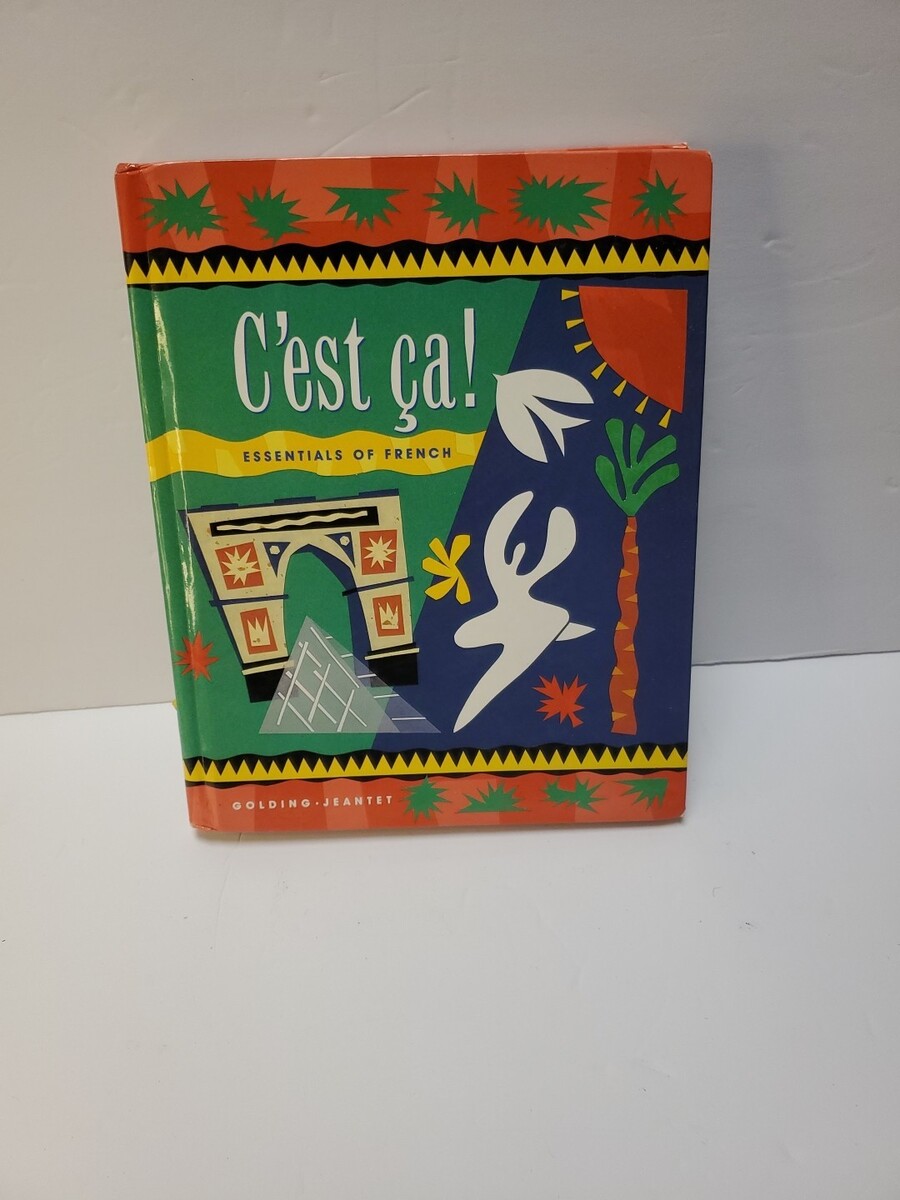 C'est ça!
ESSENTIALS OF FRENCH
GOLDING · JEANTET